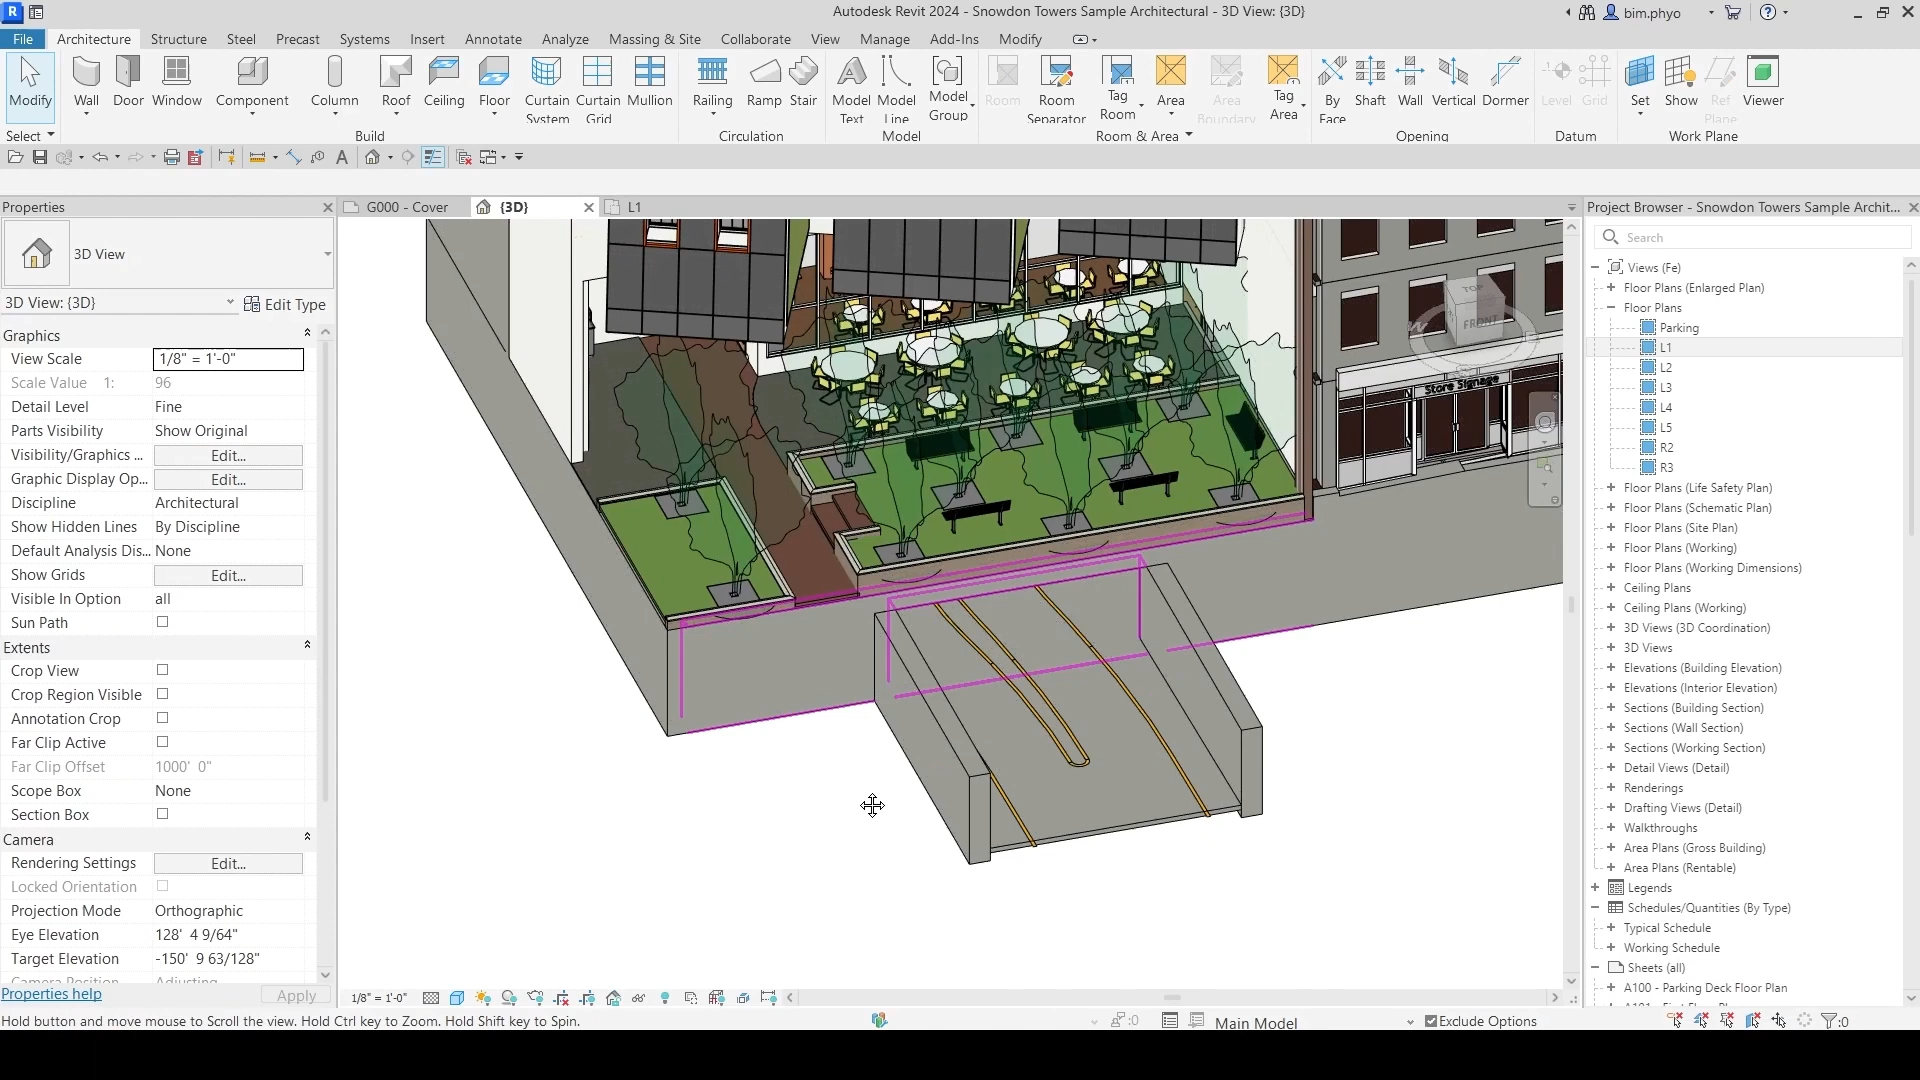 R
Autodesk Revit 2024 - Snowdon Towers Sample Architectural - 3D View: {3D}
bim.phyo
File Architecture Structure Steel Precast Systems Insert Annotate Analyze Massing & Site Collaborate View Manage Add-Ins Modify
Modify Wall Door Window Component Column Roof Ceiling Floor Curtain System Curtain Grid Mullion Railing Ramp Stair Model Text Model Line Model Group Room Room Separator Tag Room Area Area Boundary Tag Area By Face Shaft Wall Vertical Dormer Level Grid Set Show Ref Plane Viewer
Select Build Circulation Model Room & Area Opening Datum Work Plane
Properties
G000 - Cover {3D} L1
Project Browser - Snowdon Towers Sample Archit...
3D View
3D View: {3D} Edit Type
Graphics
View Scale 1/8" = 1'-0"
Scale Value 1: 96
Detail Level Fine
Parts Visibility Show Original
Visibility/Graphics ... Edit...
Graphic Display Op... Edit...
Discipline Architectural
Show Hidden Lines By Discipline
Default Analysis Dis... None
Show Grids Edit...
Visible In Option all
Sun Path
Extents
Crop View
Crop Region Visible
Annotation Crop
Far Clip Active
Far Clip Offset 1000' 0"
Scope Box None
Section Box
Camera
Rendering Settings Edit...
Locked Orientation
Projection Mode Orthographic
Eye Elevation 128' 4 9/64"
Target Elevation -150' 9 63/128"
Camera Position Adjusting
Properties help Apply
TOP
FRONT
W
Store Signage
Search
Views (Fe)
Floor Plans (Enlarged Plan)
Floor Plans
Parking
L1
L2
L3
L4
L5
R2
R3
Floor Plans (Life Safety Plan)
Floor Plans (Schematic Plan)
Floor Plans (Site Plan)
Floor Plans (Working)
Floor Plans (Working Dimensions)
Ceiling Plans
Ceiling Plans (Working)
3D Views (3D Coordination)
3D Views
Elevations (Building Elevation)
Elevations (Interior Elevation)
Sections (Building Section)
Sections (Wall Section)
Sections (Working Section)
Detail Views (Detail)
Renderings
Drafting Views (Detail)
Walkthroughs
Area Plans (Gross Building)
Area Plans (Rentable)
Legends
Schedules/Quantities (By Type)
Typical Schedule
Working Schedule
Sheets (all)
A100 - Parking Deck Floor Plan
1/8" = 1'-0"
Hold button and move mouse to Scroll the view. Hold Ctrl key to Zoom. Hold Shift key to Spin.
:0
Main Model
Exclude Options
:0